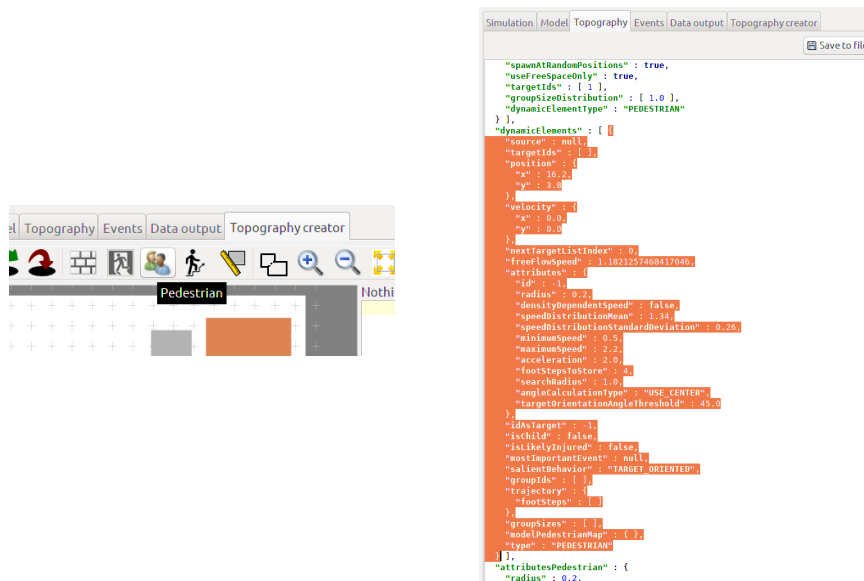 el Topography Events Data output Topography creator
Pedestrian
Nothi
Simulation Model Topography Events Data output Topography creator
Save to file
"spawnAtRandomPositions" : true,
"useFreeSpaceOnly" : true,
"targetIds" : [ 1 ],
"groupSizeDistribution" : [ 1.0 ],
"dynamicElementType" : "PEDESTRIAN"
} ],
"dynamicElements" : [ {
"source" : null,
"targetIds" : [ ],
"position" : {
"x" : 16.2,
"y" : 3.8
},
"velocity" : {
"x" : 0.0,
"y" : 0.0
},
"nextTargetListIndex" : 0,
"freeFlowSpeed" : 1.1821257468417046,
"attributes" : {
"id" : -1,
"radius" : 0.2,
"densityDependentSpeed" : false,
"speedDistributionMean" : 1.34,
"speedDistributionStandardDeviation" : 0.26,
"minimumSpeed" : 0.5,
"maximumSpeed" : 2.2,
"acceleration" : 2.0,
"footStepsToStore" : 4,
"searchRadius" : 1.0,
"angleCalculationType" : "USE_CENTER",
"targetOrientationAngleThreshold" : 45.0
},
"idAsTarget" : -1,
"isChild" : false,
"isLikelyInjured" : false,
"mostImportantEvent" : null,
"salientBehavior" : "TARGET_ORIENTED",
"groupIds" : [ ],
"trajectory" : {
"footSteps" : [ ]
},
"groupSizes" : [ ],
"modelPedestrianMap" : { },
"type" : "PEDESTRIAN"
} ],
"attributesPedestrian" : {
"radius" : 0.2,